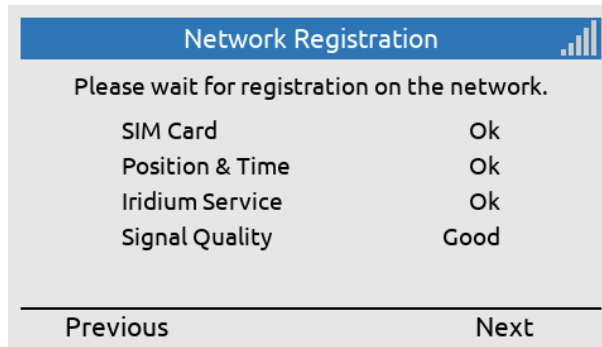 Network Registration
Please wait for registration on the network.
SIM Card Ok
Position & Time Ok
Iridium Service Ok
Signal Quality Good
Previous Next